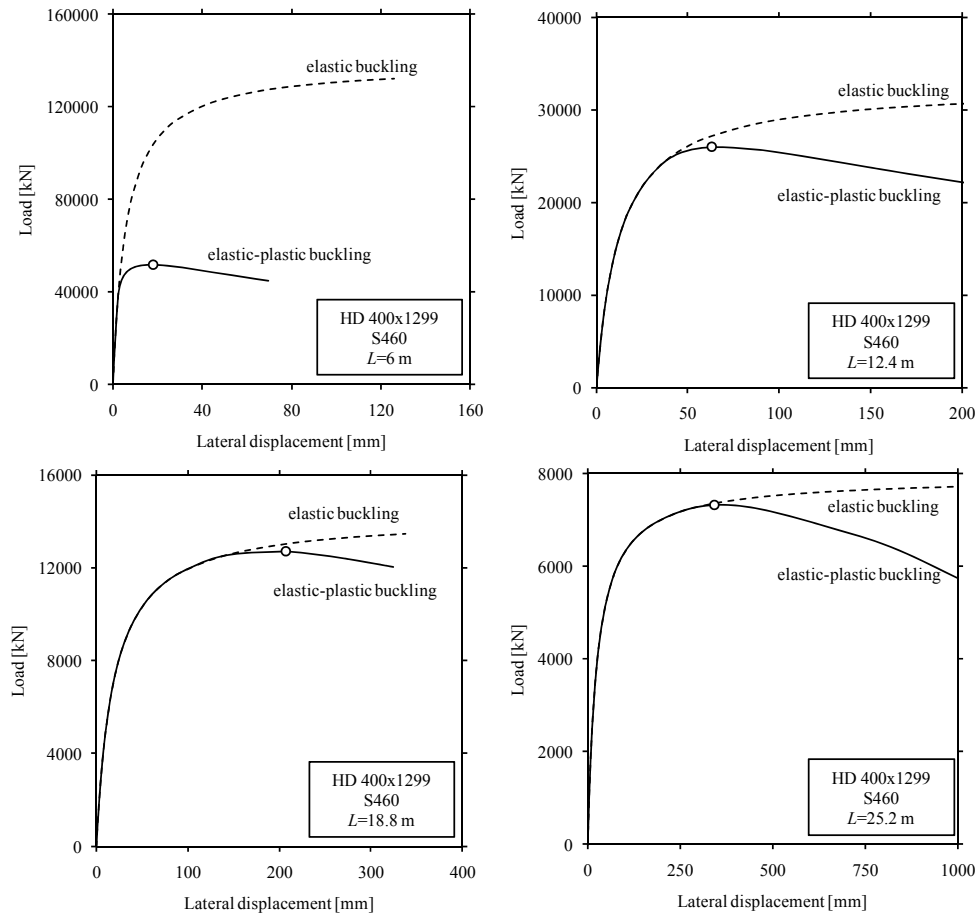 160000
120000
80000
40000
0
Load [kN]
elastic buckling
elastic-plastic buckling
HD 400x1299
S460
L=6 m
0 40 80 120 160
Lateral displacement [mm]
40000
30000
20000
10000
0
Load [kN]
elastic buckling
elastic-plastic buckling
HD 400x1299
S460
L=12.4 m
0 50 100 150 200
Lateral displacement [mm]
16000
12000
8000
4000
0
Load [kN]
elastic buckling
elastic-plastic buckling
HD 400x1299
S460
L=18.8 m
0 100 200 300 400
Lateral displacement [mm]
8000
6000
4000
2000
0
Load [kN]
elastic buckling
elastic-plastic buckling
HD 400x1299
S460
L=25.2 m
0 250 500 750 1000
Lateral displacement [mm]